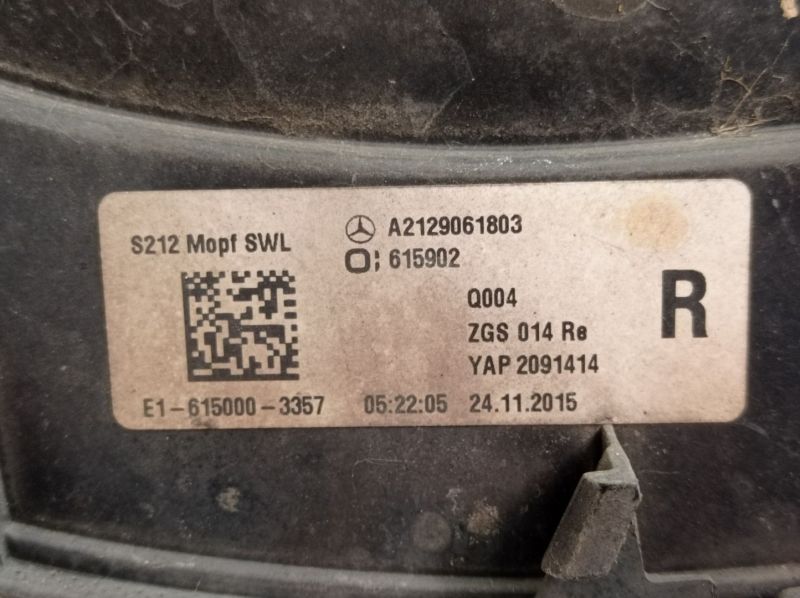 S212 Mopf SWL
A2129061803
615902
Q004
ZGS 014 Re
YAP 2091414
R
E1-615000-3357 05:22:05 24.11.2015